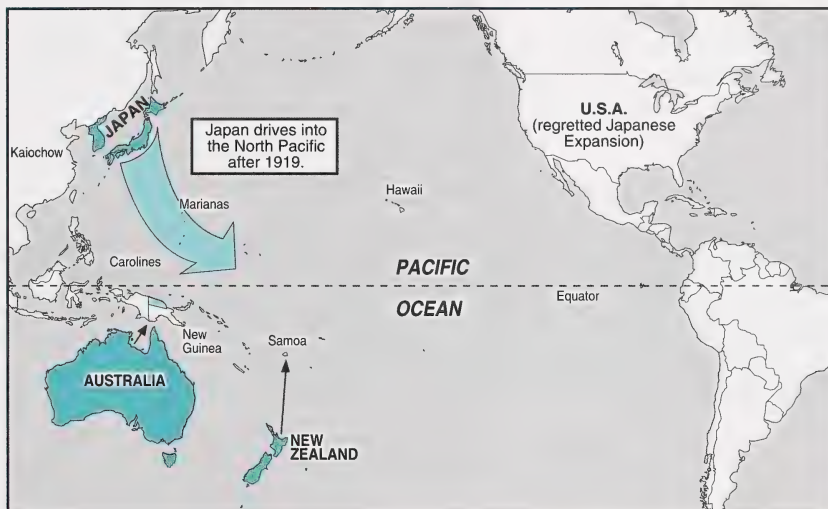 JAPAN
Kaiochow
Japan drives into
the North Pacific
after 1919.
U.S.A.
(regretted Japanese
Expansion)
Hawaii
Marianas
Carolines
PACIFIC
Equator
OCEAN
New
Guinea
Samoa
AUSTRALIA
NEW
ZEALAND